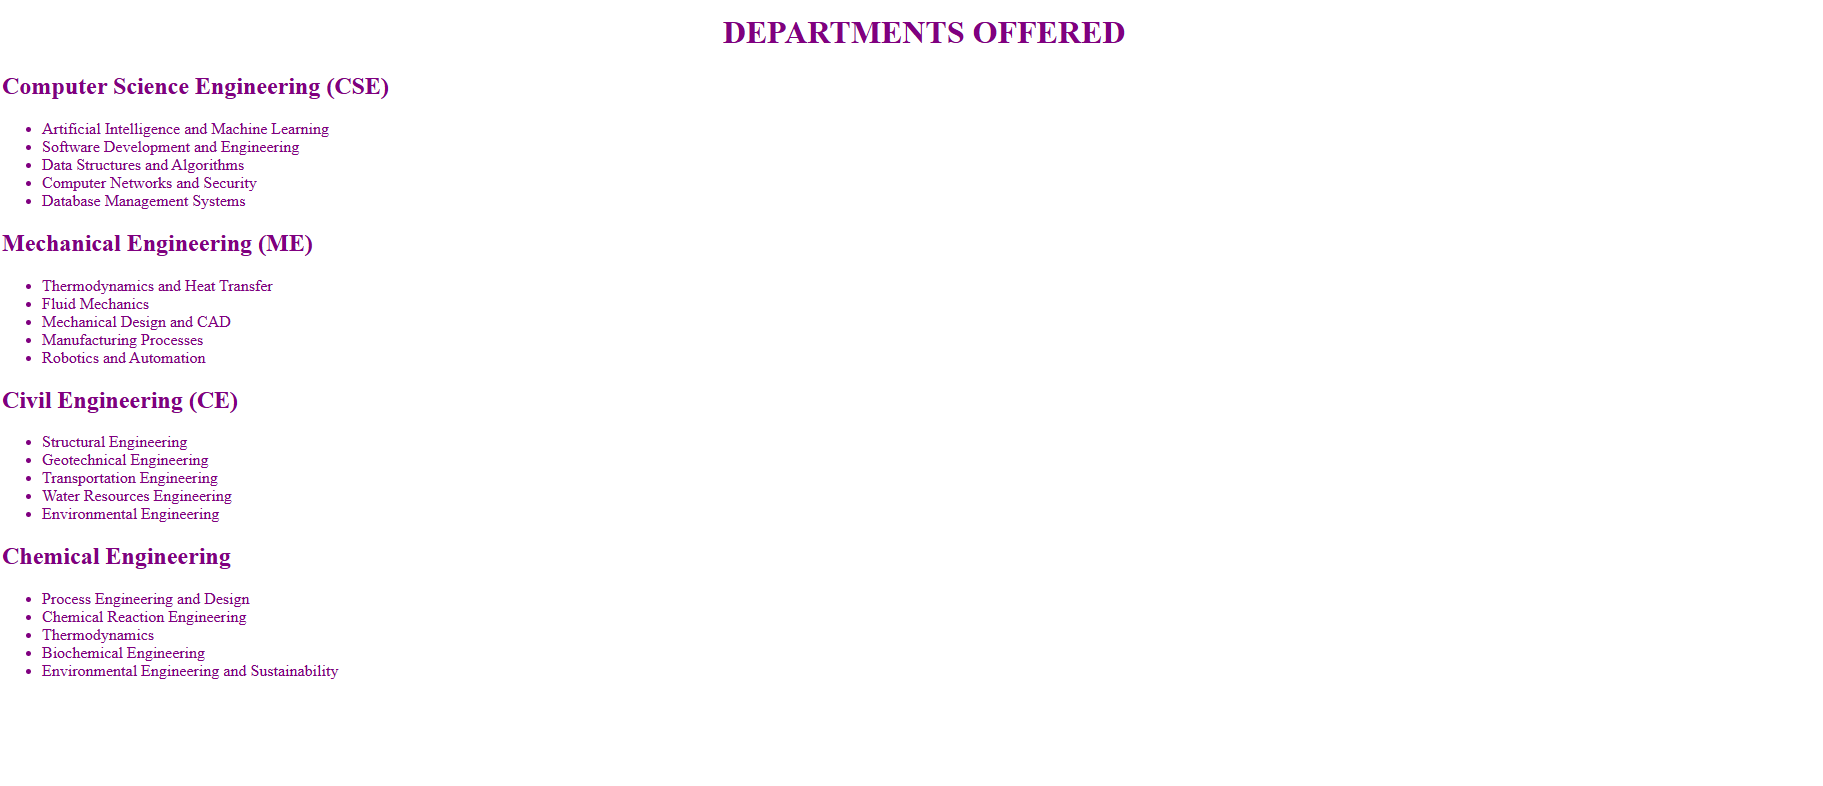 DEPARTMENTS OFFERED
Computer Science Engineering (CSE)
• Artificial Intelligence and Machine Learning
• Software Development and Engineering
• Data Structures and Algorithms
• Computer Networks and Security
• Database Management Systems
Mechanical Engineering (ME)
• Thermodynamics and Heat Transfer
• Fluid Mechanics
• Mechanical Design and CAD
• Manufacturing Processes
• Robotics and Automation
Civil Engineering (CE)
• Structural Engineering
• Geotechnical Engineering
• Transportation Engineering
• Water Resources Engineering
• Environmental Engineering
Chemical Engineering
• Process Engineering and Design
• Chemical Reaction Engineering
• Thermodynamics
• Biochemical Engineering
• Environmental Engineering and Sustainability